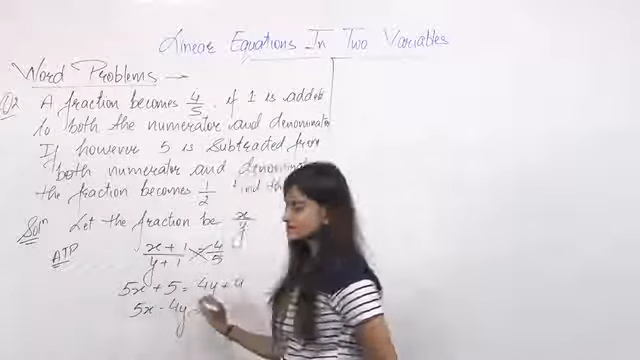 Linear Equations In Two Variables
Word Problems →
Q2 A fraction becomes 4/5, if 1 is added
to both the numerator and denominator
If however 5 is subtracted from
both numerator and
the fraction becomes 1/2
Soln Let the fraction be x/y
ATP
x+1/y+1 = 4/5
5x + 5 = 4y + 4
5x - 4y